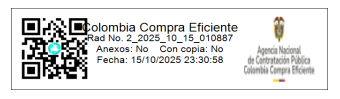 Colombia Compra Eficiente
Rad No. 2_2025_10_15_010887
Anexos: No Con copia: No
Fecha: 15/10/2025 23:30:58
Agencia Nacional
de Contratación Pública
Colombia Compra Eficiente